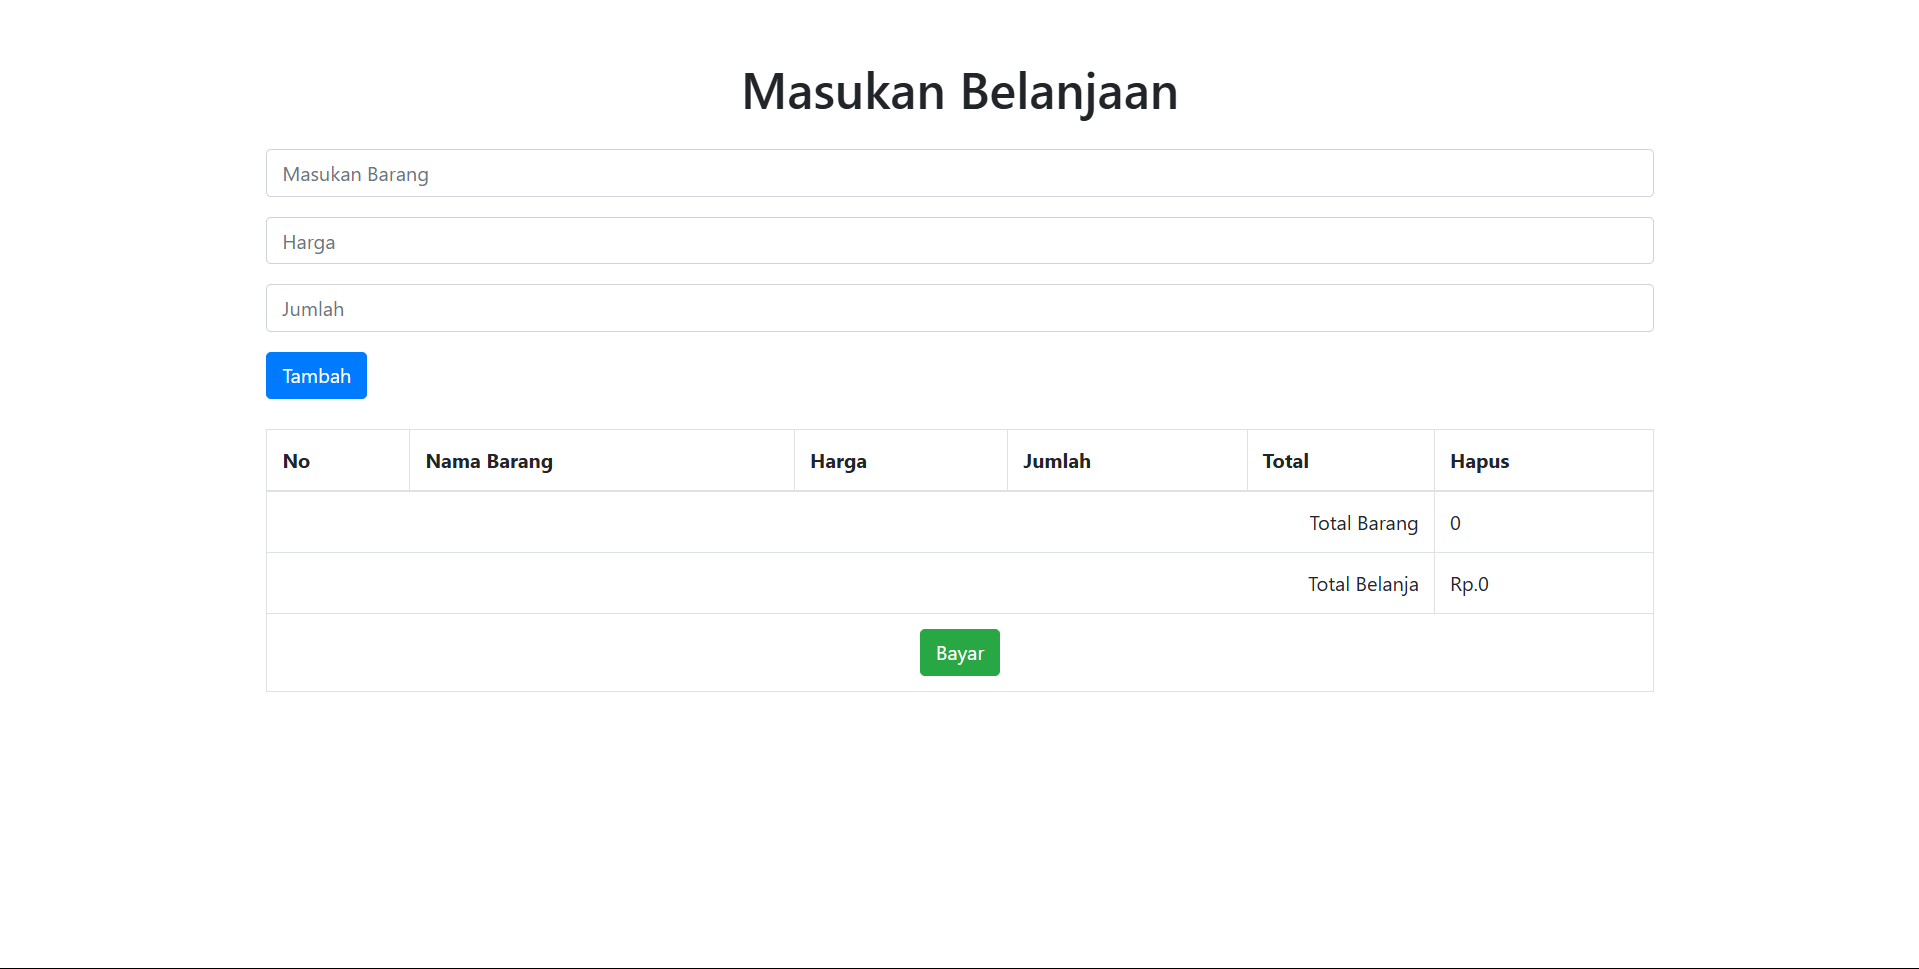 Masukan Belanjaan
Masukan Barang
Harga
Jumlah
Tambah
No Nama Barang Harga Jumlah Total Hapus
Total Barang 0
Total Belanja Rp.0
Bayar